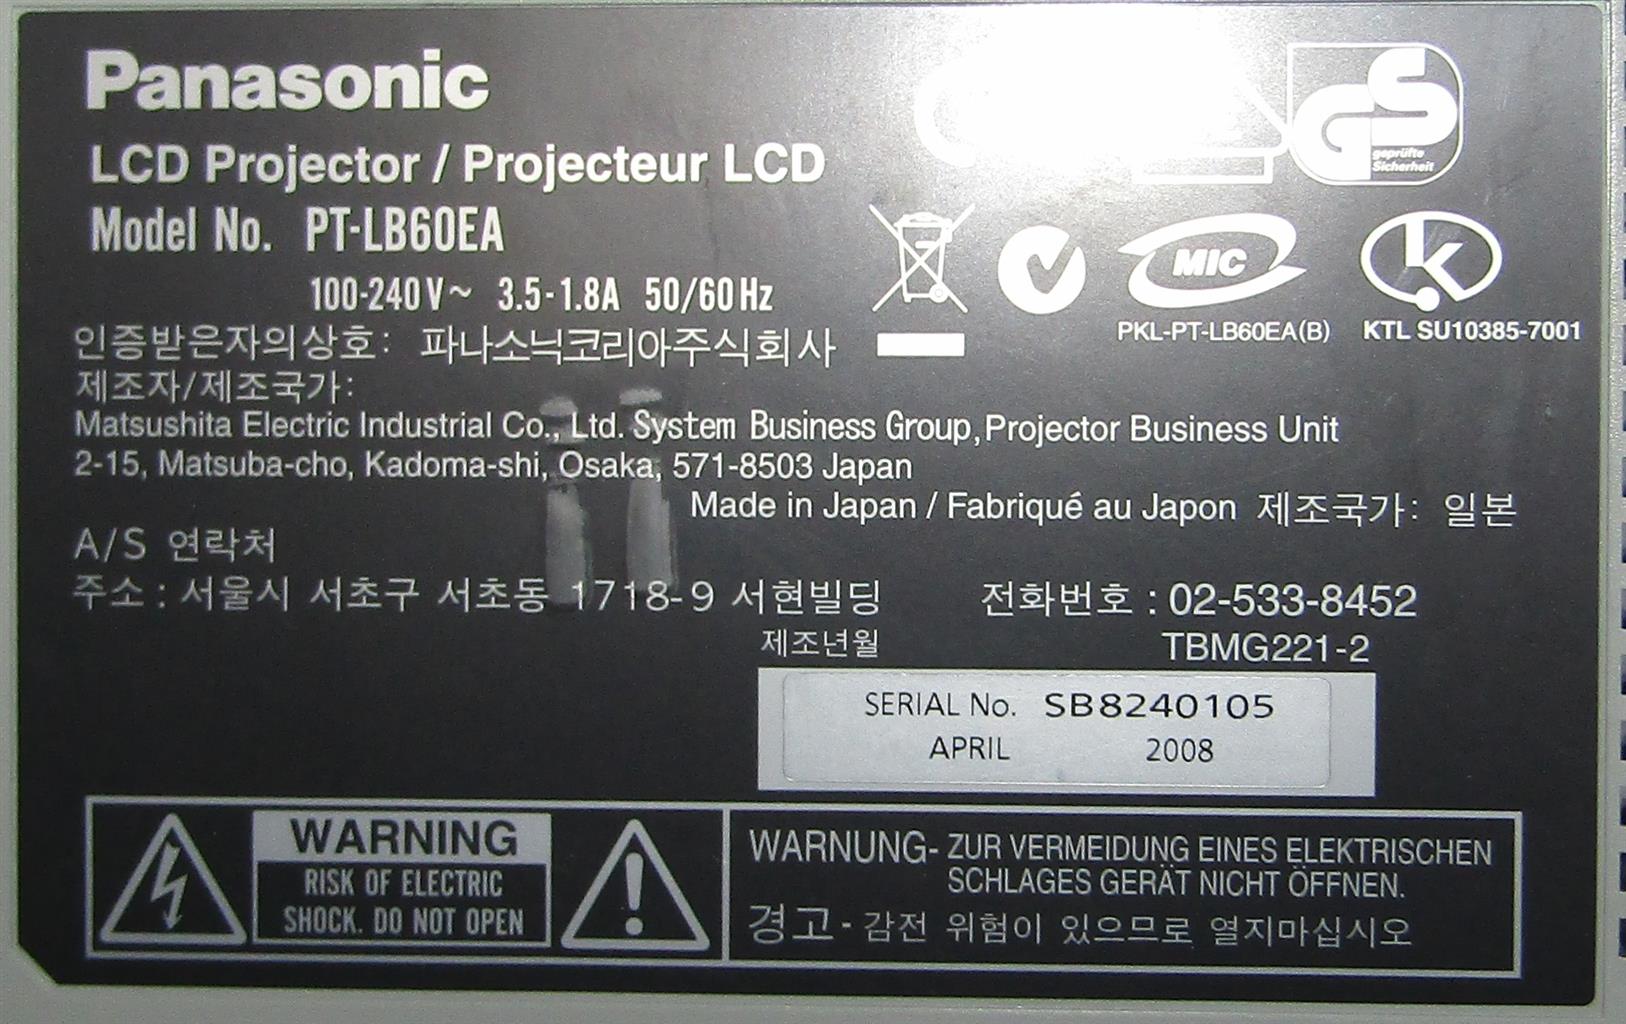 Panasonic
LCD Projector / Projecteur LCD
Model No. PT-LB60EA
100-240V~ 3.5-1.8A 50/60Hz
geprüfte
Sicherheit
MIC
PKL-PT-LB60EA(B) KTL SU10385-7001
인증받은자의상호: 파나소닉코리아주식회사
제조자/제조국가:
Matsushita Electric Industrial Co., Ltd. System Business Group, Projector Business Unit
2-15, Matsuba-cho, Kadoma-shi, Osaka, 571-8503 Japan
Made in Japan / Fabriqué au Japon 제조국가: 일본
A/S 연락처
주소: 서울시 서초구 서초동 1718-9 서현빌딩 전화번호: 02-533-8452
제조년월 TBMG221-2
SERIAL No. SB8240105
APRIL 2008
WARNING
RISK OF ELECTRIC
SHOCK. DO NOT OPEN
WARNUNG- ZUR VERMEIDUNG EINES ELEKTRISCHEN
SCHLAGES GERÄT NICHT ÖFFNEN.
경고- 감전 위험이 있으므로 열지마십시오